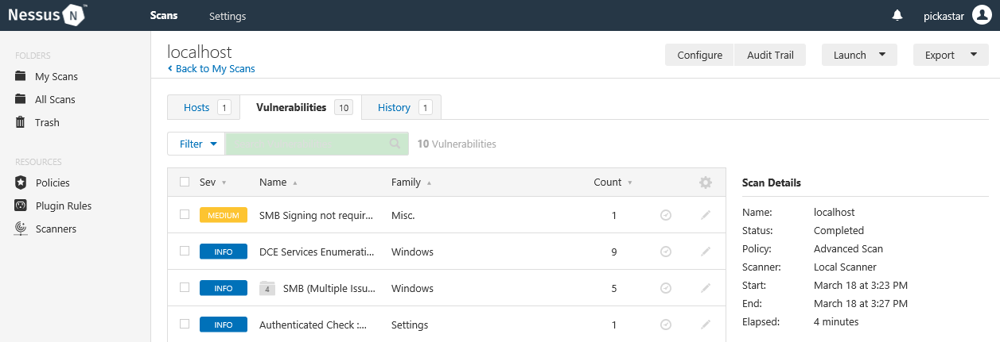 Nessus N Scans Settings pickastar
FOLDERS
My Scans
All Scans
Trash
RESOURCES
Policies
Plugin Rules
Scanners
localhost
Back to My Scans
Configure Audit Trail Launch Export
Hosts 1 Vulnerabilities 10 History 1
Filter 10 Vulnerabilities
Sev Name Family Count
MEDIUM SMB Signing not requir... Misc. 1
INFO DCE Services Enumerati... Windows 9
INFO 4 SMB (Multiple Issu... Windows 5
INFO Authenticated Check :... Settings 1
Scan Details
Name: localhost
Status: Completed
Policy: Advanced Scan
Scanner: Local Scanner
Start: March 18 at 3:23 PM
End: March 18 at 3:27 PM
Elapsed: 4 minutes